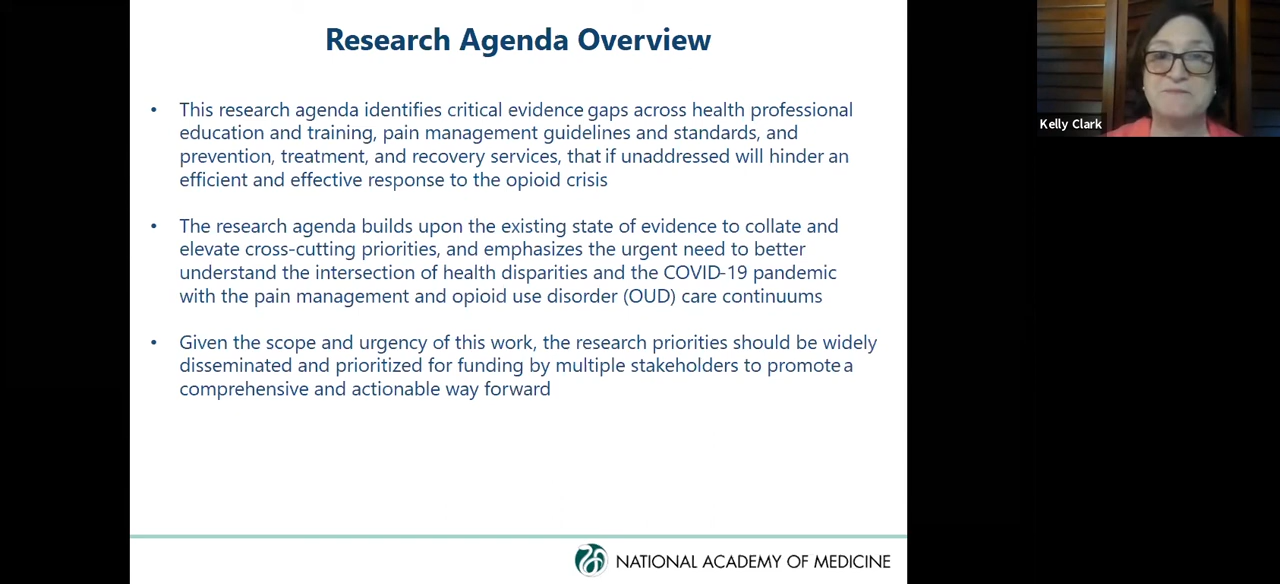 Research Agenda Overview
• This research agenda identifies critical evidence gaps across health professional
education and training, pain management guidelines and standards, and
prevention, treatment, and recovery services, that if unaddressed will hinder an
efficient and effective response to the opioid crisis
• The research agenda builds upon the existing state of evidence to collate and
elevate cross-cutting priorities, and emphasizes the urgent need to better
understand the intersection of health disparities and the COVID-19 pandemic
with the pain management and opioid use disorder (OUD) care continuums
• Given the scope and urgency of this work, the research priorities should be widely
disseminated and prioritized for funding by multiple stakeholders to promote a
comprehensive and actionable way forward
NATIONAL ACADEMY OF MEDICINE
Kelly Clark